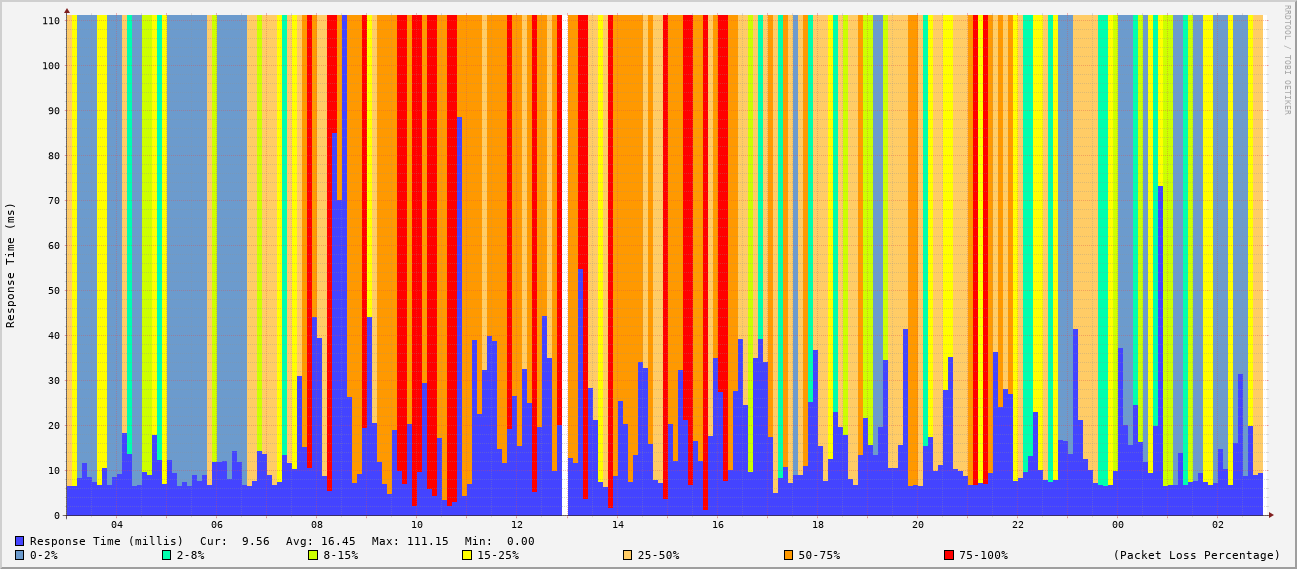 RRDTOOL / TOBI OETIKER
Response Time (ms)
110
100
90
80
70
60
50
40
30
20
10
0
04 06 08 10 12 14 16 18 20 22 00 02
Response Time (millis) Cur: 9.56 Avg: 16.45 Max: 111.15 Min: 0.00
0-2% 2-8% 8-15% 15-25% 25-50% 50-75% 75-100% (Packet Loss Percentage)